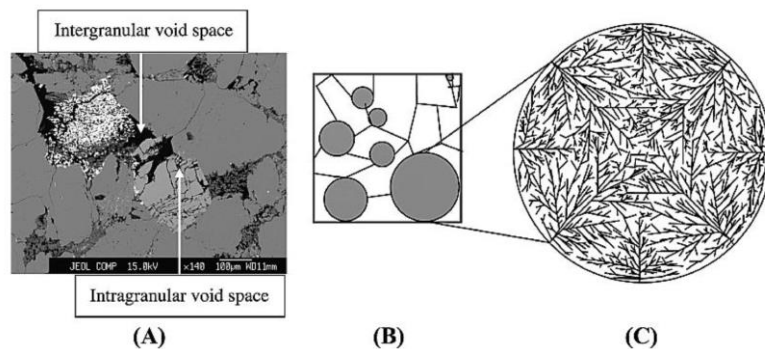 Intergranular void space
JEOL COMP 15.0kV ×140 100μm WD11mm
Intragranular void space
(A) (B) (C)